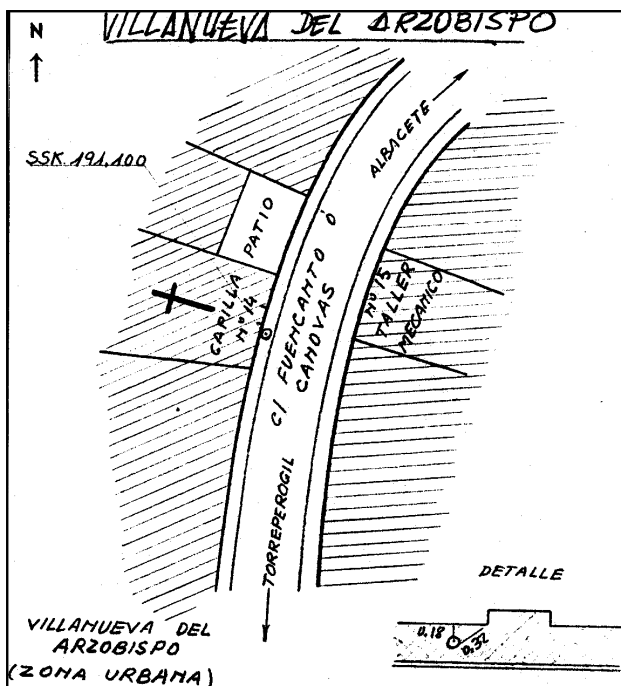 VILLANUEVA DEL ARZOBISPO
N
SSK. 191,100
ALBACETE
PATIO
CAPILLA
Nº 14
C/ FUENCANTO Ó
CANOVAS
Nº 15
TALLER
MECANICO
TORREPEROGIL
DETALLE
0.18
0.32
VILLANUEVA DEL
ARZOBISPO
(ZONA URBANA)